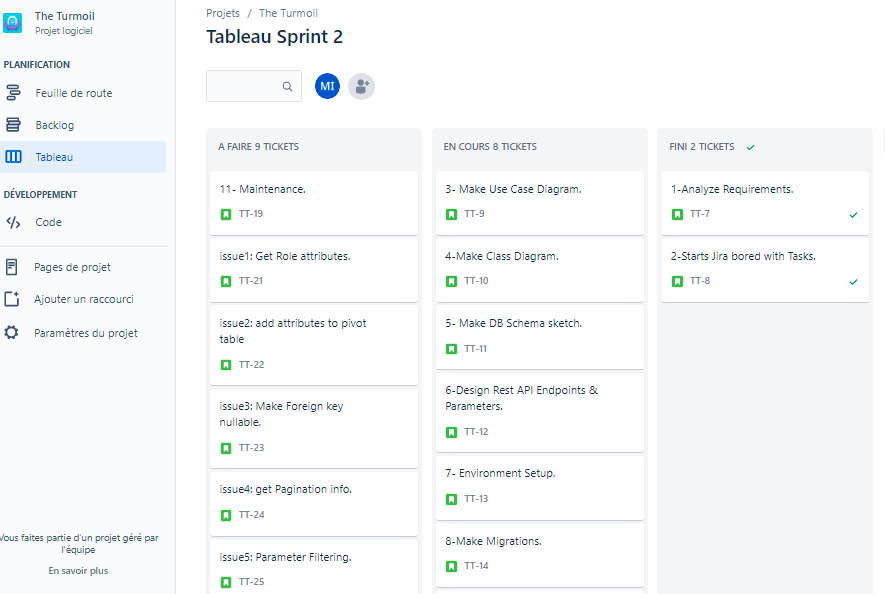 The Turmoil
Projet logiciel
PLANIFICATION
Feuille de route
Backlog
Tableau
DÉVELOPPEMENT
Code
Pages de projet
Ajouter un raccourci
Paramètres du projet
Vous faites partie d'un projet géré par
l'équipe
En savoir plus
Projets / The Turmoil
Tableau Sprint 2
MI
A FAIRE 9 TICKETS
11- Maintenance.
TT-19
issue1: Get Role attributes.
TT-21
issue2: add attributes to pivot
table
TT-22
issue3: Make Foreign key
nullable.
TT-23
issue4: get Pagination info.
TT-24
issue5: Parameter Filtering.
TT-25
EN COURS 8 TICKETS
3- Make Use Case Diagram.
TT-9
4-Make Class Diagram.
TT-10
5- Make DB Schema sketch.
TT-11
6-Design Rest API Endpoints &
Parameters.
TT-12
7- Environment Setup.
TT-13
8-Make Migrations.
TT-14
FINI 2 TICKETS
1-Analyze Requirements.
TT-7
2-Starts Jira bored with Tasks.
TT-8